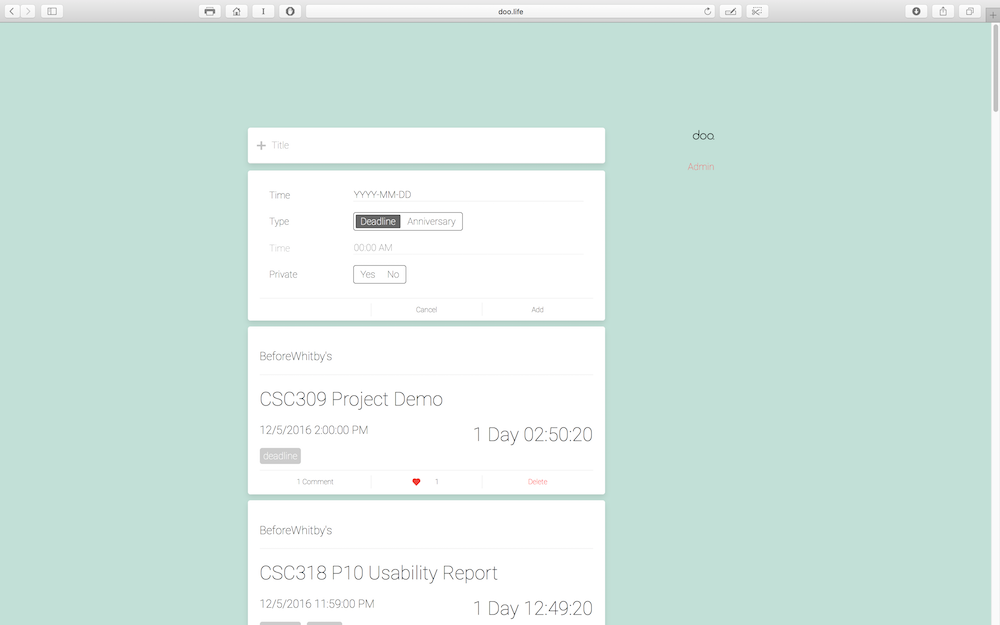 doo.life
Title
doo.
Admin
Time YYYY-MM-DD
Type Deadline Anniversary
Time 00:00 AM
Private Yes No
Cancel Add
BeforeWhitby's
CSC309 Project Demo
12/5/2016 2:00:00 PM 1 Day 02:50:20
deadline
1 Comment 1 Delete
BeforeWhitby's
CSC318 P10 Usability Report
12/5/2016 11:59:00 PM 1 Day 12:49:20